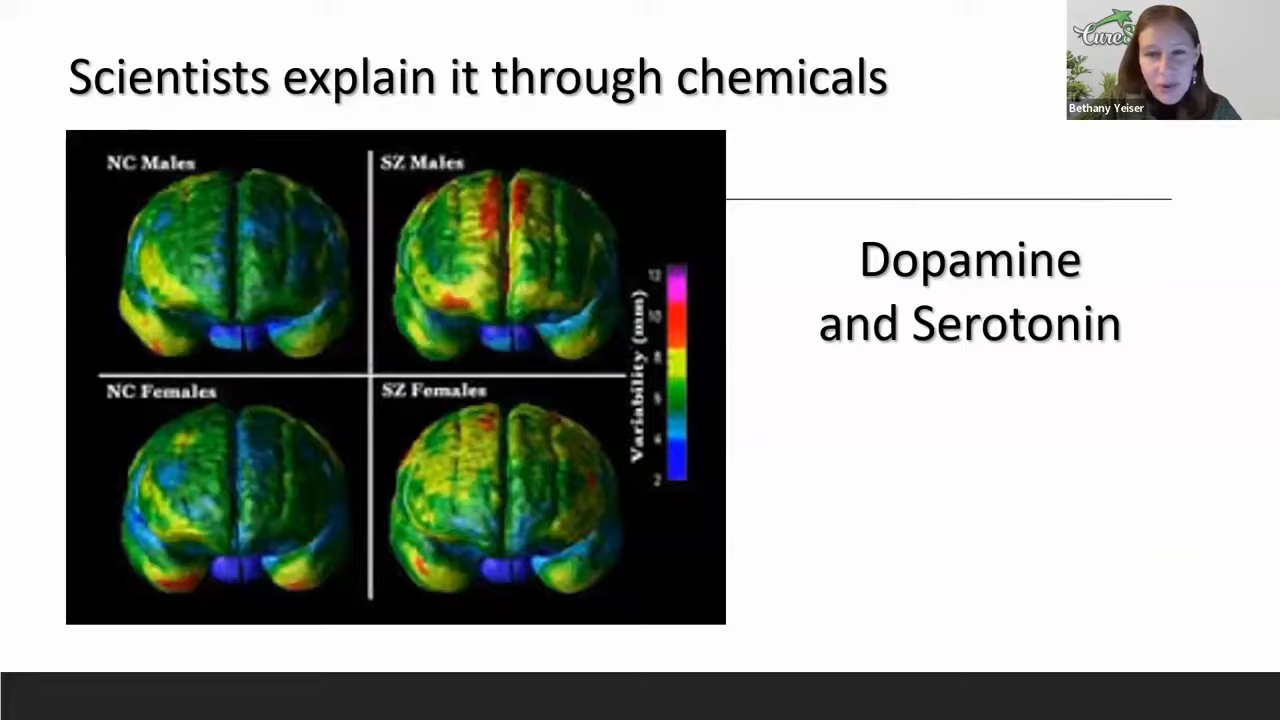 Scientists explain it through chemicals
Cure
Bethany Yeiser
NC Males
SZ Males
Dopamine
and Serotonin
NC Females
SZ Females
Variability (mm)
12
10
8
4
2